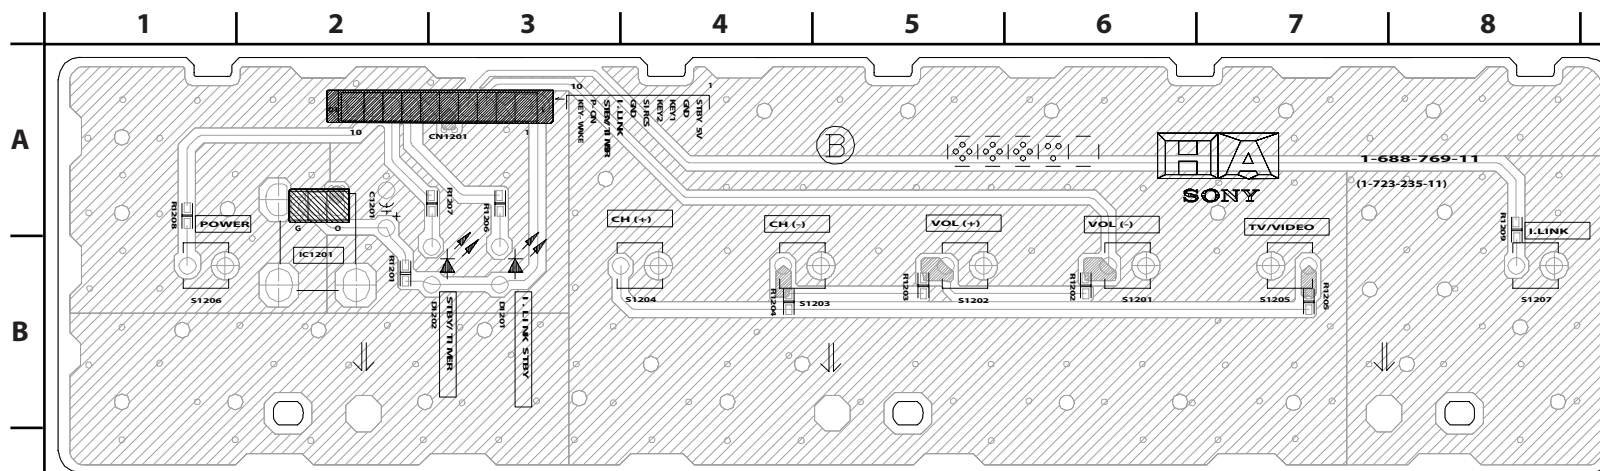 1 2 3 4 5 6 7 8
A
B
10 1
STBY 5V
GND
KEY1
KEY2
SIRCS
GND
I.LINK
STBY/TIMER
P-ON
KEY-WAKE
10 CN1201 1
B
HA
SONY
1-688-769-11
(1-723-235-11)
R1208
POWER
C1201
+
R1207
R1206
G O
IC1201
R1201
S1206
D1202
D1201
STBY/TIMER
I.LINK STBY
CH (+)
CH (-)
VOL (+)
VOL (-)
TV/VIDEO
R1209
I.LINK
S1204
R1204
S1203
R1203
S1202
R1202
S1201
S1205
R1205
S1207